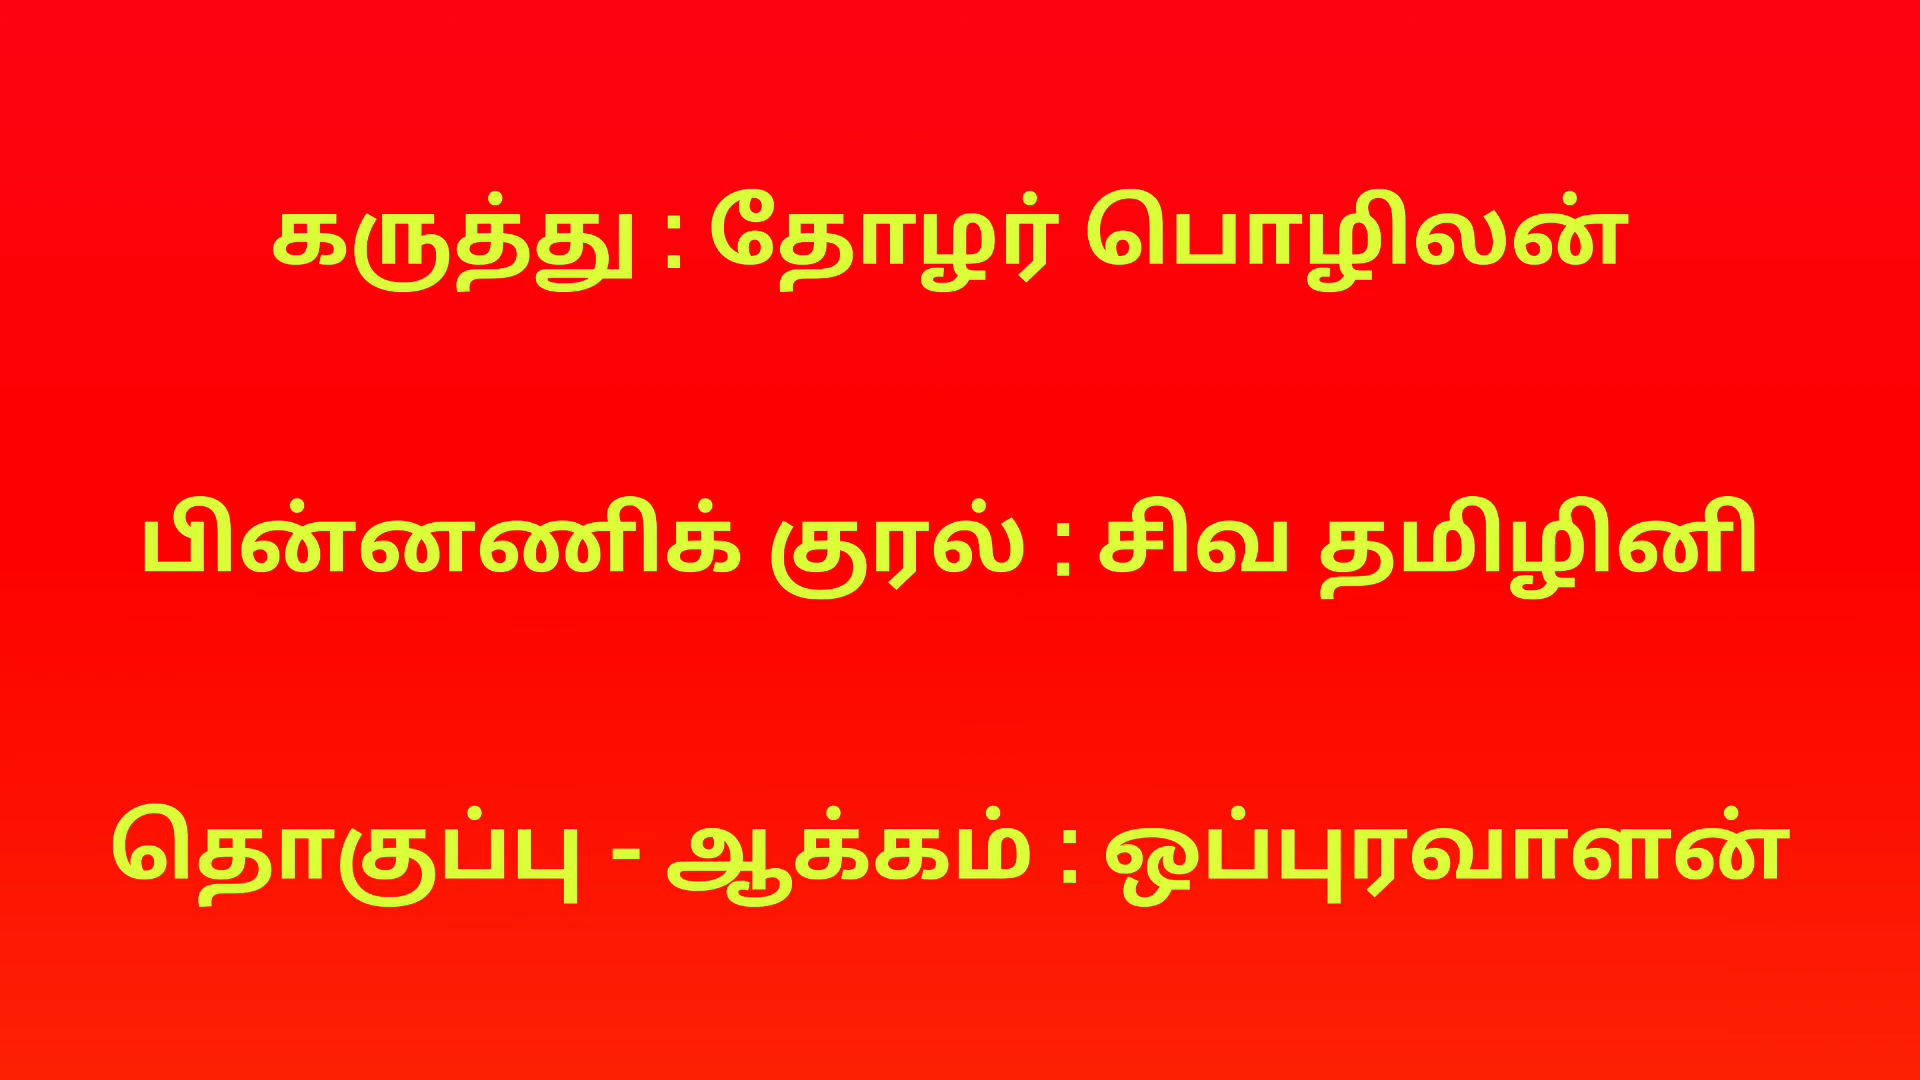 கருத்து : தோழர் பொழிலன்
பின்னணிக் குரல் : சிவ தமிழினி
தொகுப்பு - ஆக்கம் : ஒப்புரவாளன்